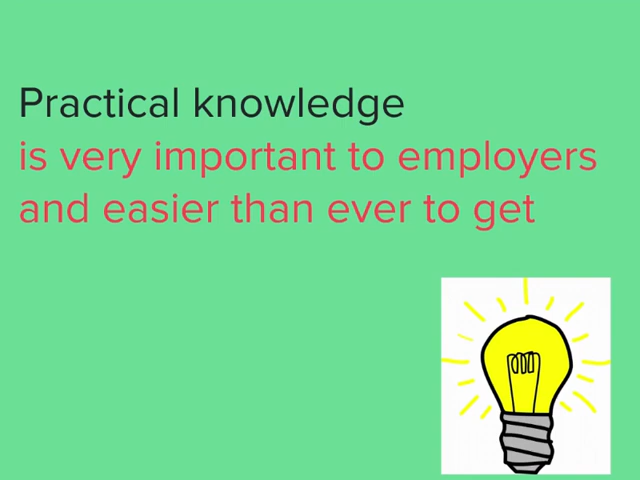 Practical knowledge
is very important to employers
and easier than ever to get